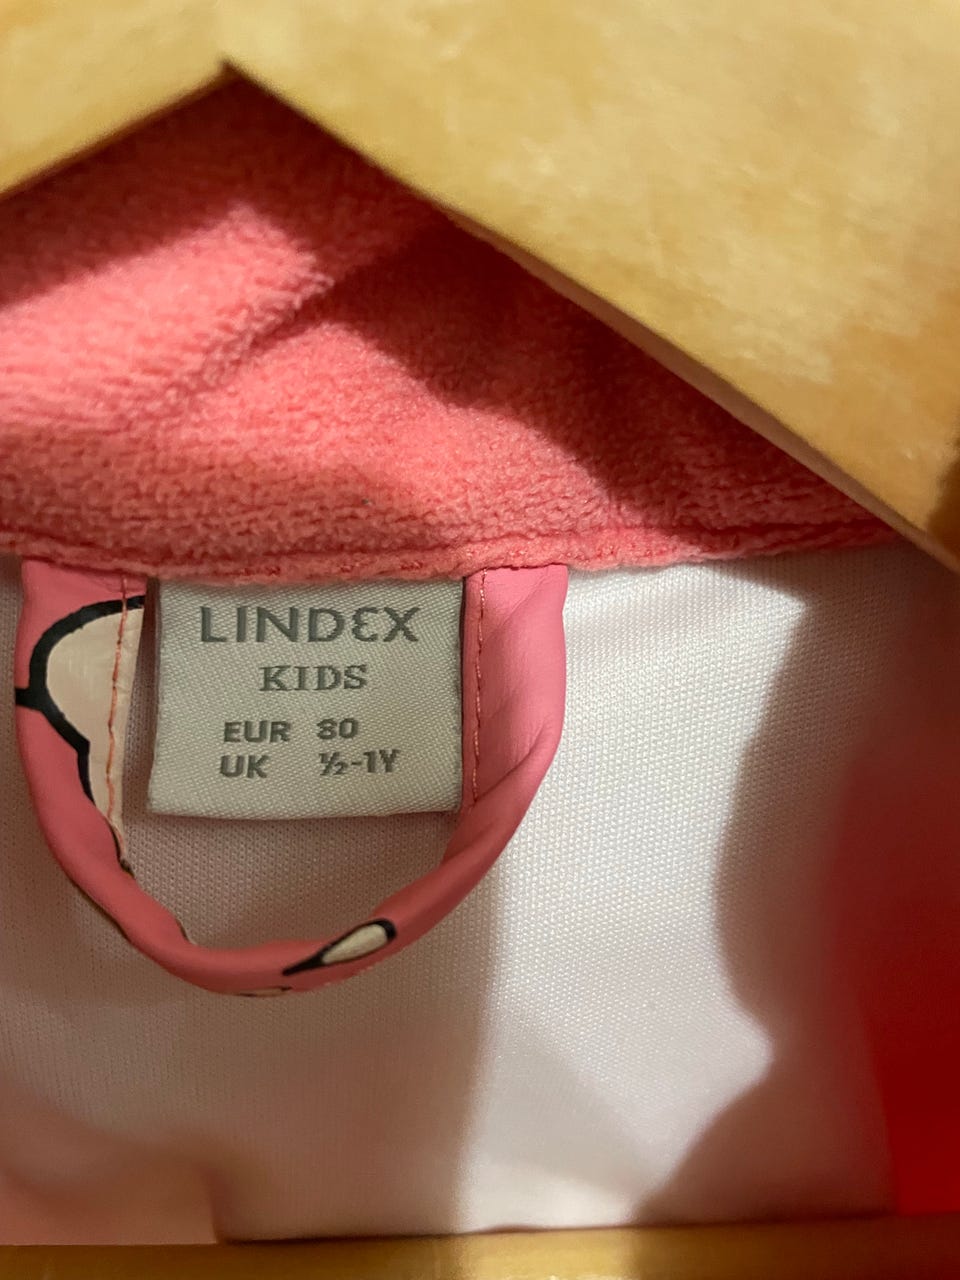 LINDEX
KIDS
EUR 80
UK ½-1Y